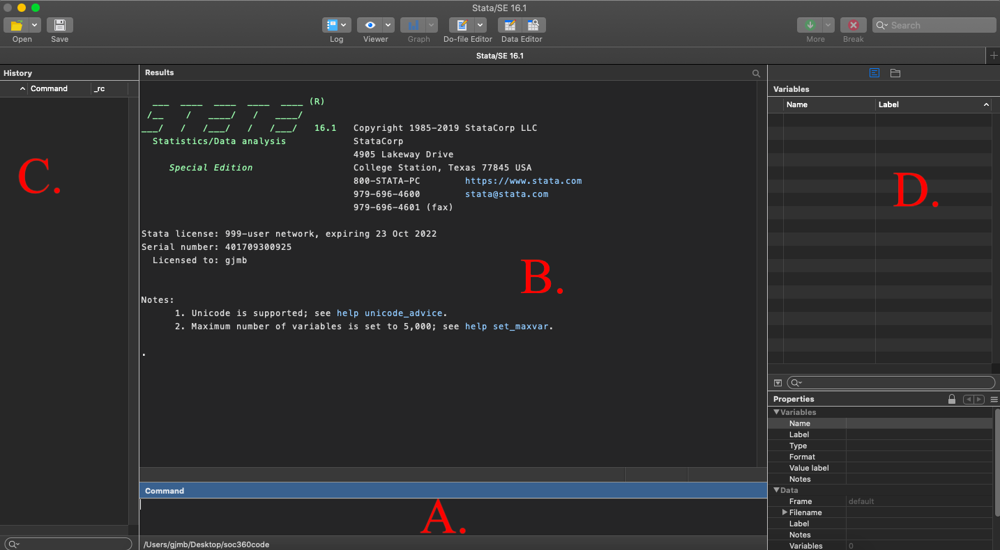 Stata/SE 16.1
Open
Save
Log
Viewer
Graph
Do-file Editor
Data Editor
More
Break
Search
Stata/SE 16.1
History
Command
_rc
C.
Results
___ ____ ____ ____ ____ (R)
/__ / ____/ / ____/
___/ / /___/ / /___/ 16.1 Copyright 1985-2019 StataCorp LLC
Statistics/Data analysis StataCorp
4905 Lakeway Drive
Special Edition College Station, Texas 77845 USA
800-STATA-PC https://www.stata.com
979-696-4600 stata@stata.com
979-696-4601 (fax)
Stata license: 999-user network, expiring 23 Oct 2022
Serial number: 401709300925
Licensed to: gjmb
B.
Notes:
1. Unicode is supported; see help unicode_advice.
2. Maximum number of variables is set to 5,000; see help set_maxvar.
.
Command
A.
/Users/gjmb/Desktop/soc360code
Variables
Name Label
D.
Properties
Variables
Name
Label
Type
Format
Value label
Notes
Data
Frame default
Filename
Label
Notes
Variables 0